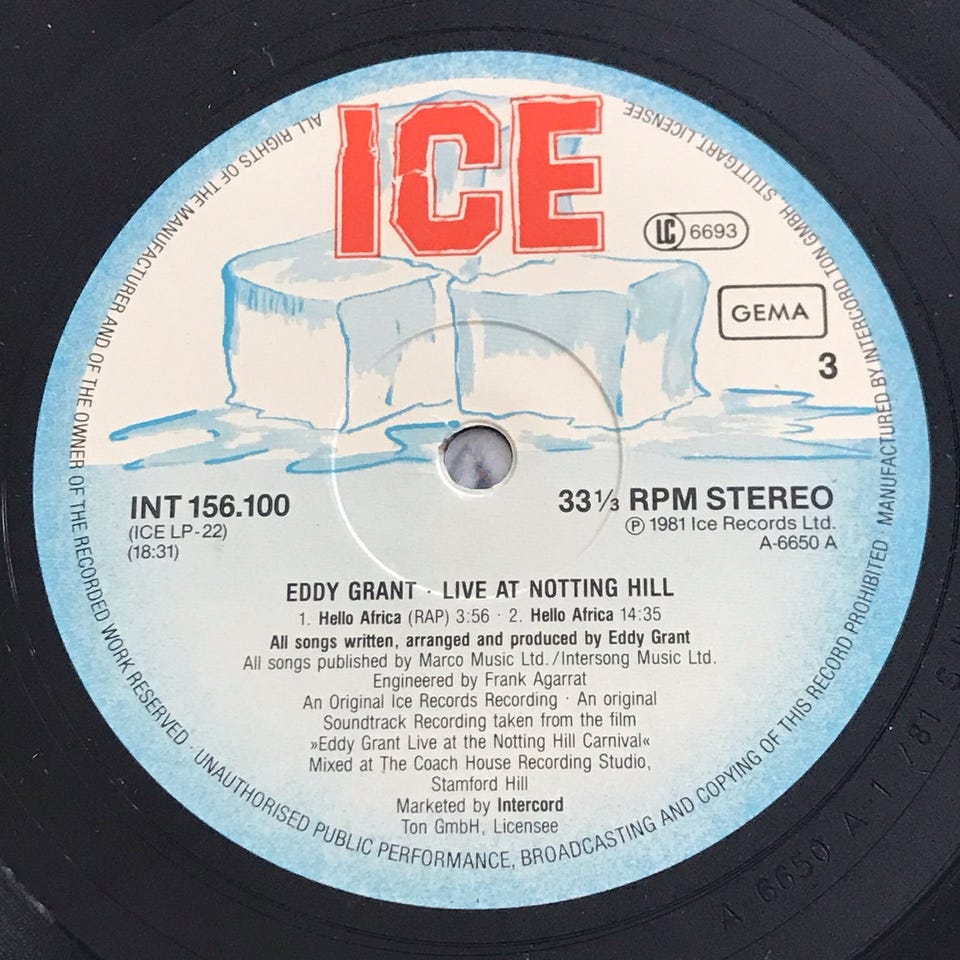 ICE
LC 6693
GEMA
3
INT 156.100
(ICE LP-22)
(18:31)
33 1/3 RPM STEREO
Ⓟ 1981 Ice Records Ltd.
A-6650 A
EDDY GRANT · LIVE AT NOTTING HILL
1. Hello Africa (RAP) 3:56 · 2. Hello Africa 14:35
All songs written, arranged and produced by Eddy Grant
All songs published by Marco Music Ltd./Intersong Music Ltd.
Engineered by Frank Agarrat
An Original Ice Records Recording · An original
Soundtrack Recording taken from the film
»Eddy Grant Live at the Notting Hill Carnival«
Mixed at The Coach House Recording Studio,
Stamford Hill
Marketed by Intercord
Ton GmbH, Licensee
ALL RIGHTS OF THE MANUFACTURER AND OF THE OWNER OF THE RECORDED WORK RESERVED · UNAUTHORISED PUBLIC PERFORMANCE, BROADCASTING AND COPYING OF THIS RECORD PROHIBITED · MANUFACTURED BY INTERCORD TON GMBH, STUTTGART, LICENSEE
A 6650 A-1 /81 S